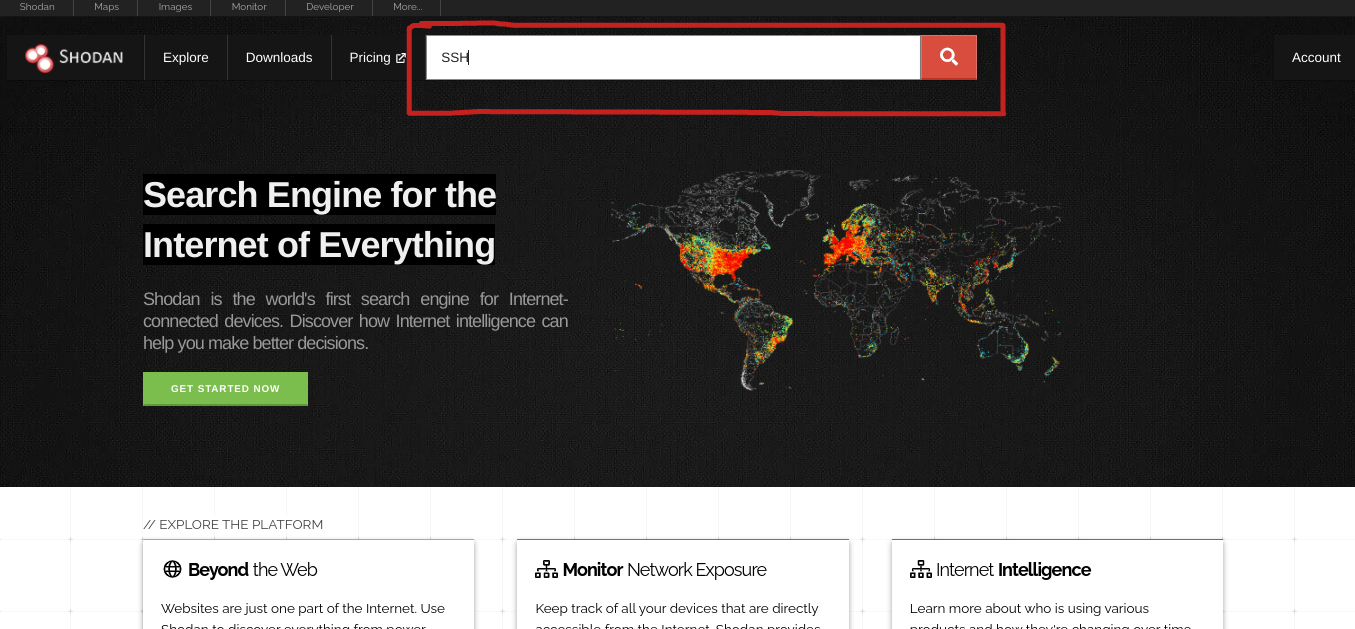 Shodan Maps Images Monitor Developer More...
SHODAN Explore Downloads Pricing SSH Account
Search Engine for the
Internet of Everything
Shodan is the world's first search engine for Internet-
connected devices. Discover how Internet intelligence can
help you make better decisions.
GET STARTED NOW
// EXPLORE THE PLATFORM
Beyond the Web
Websites are just one part of the Internet. Use
Shodan to discover everything from power
Monitor Network Exposure
Keep track of all your devices that are directly
accessible from the Internet. Shodan provides
Internet Intelligence
Learn more about who is using various
products and how they're changing over time.